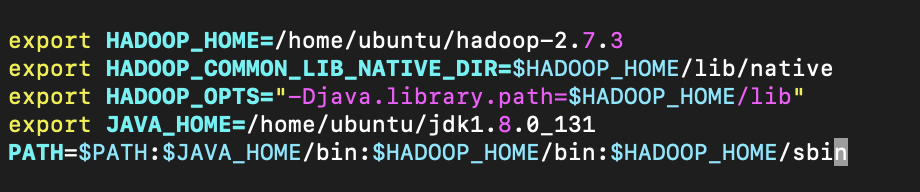 export HADOOP_HOME=/home/ubuntu/hadoop-2.7.3
export HADOOP_COMMON_LIB_NATIVE_DIR=$HADOOP_HOME/lib/native
export HADOOP_OPTS="-Djava.library.path=$HADOOP_HOME/lib"
export JAVA_HOME=/home/ubuntu/jdk1.8.0_131
PATH=$PATH:$JAVA_HOME/bin:$HADOOP_HOME/bin:$HADOOP_HOME/sbin